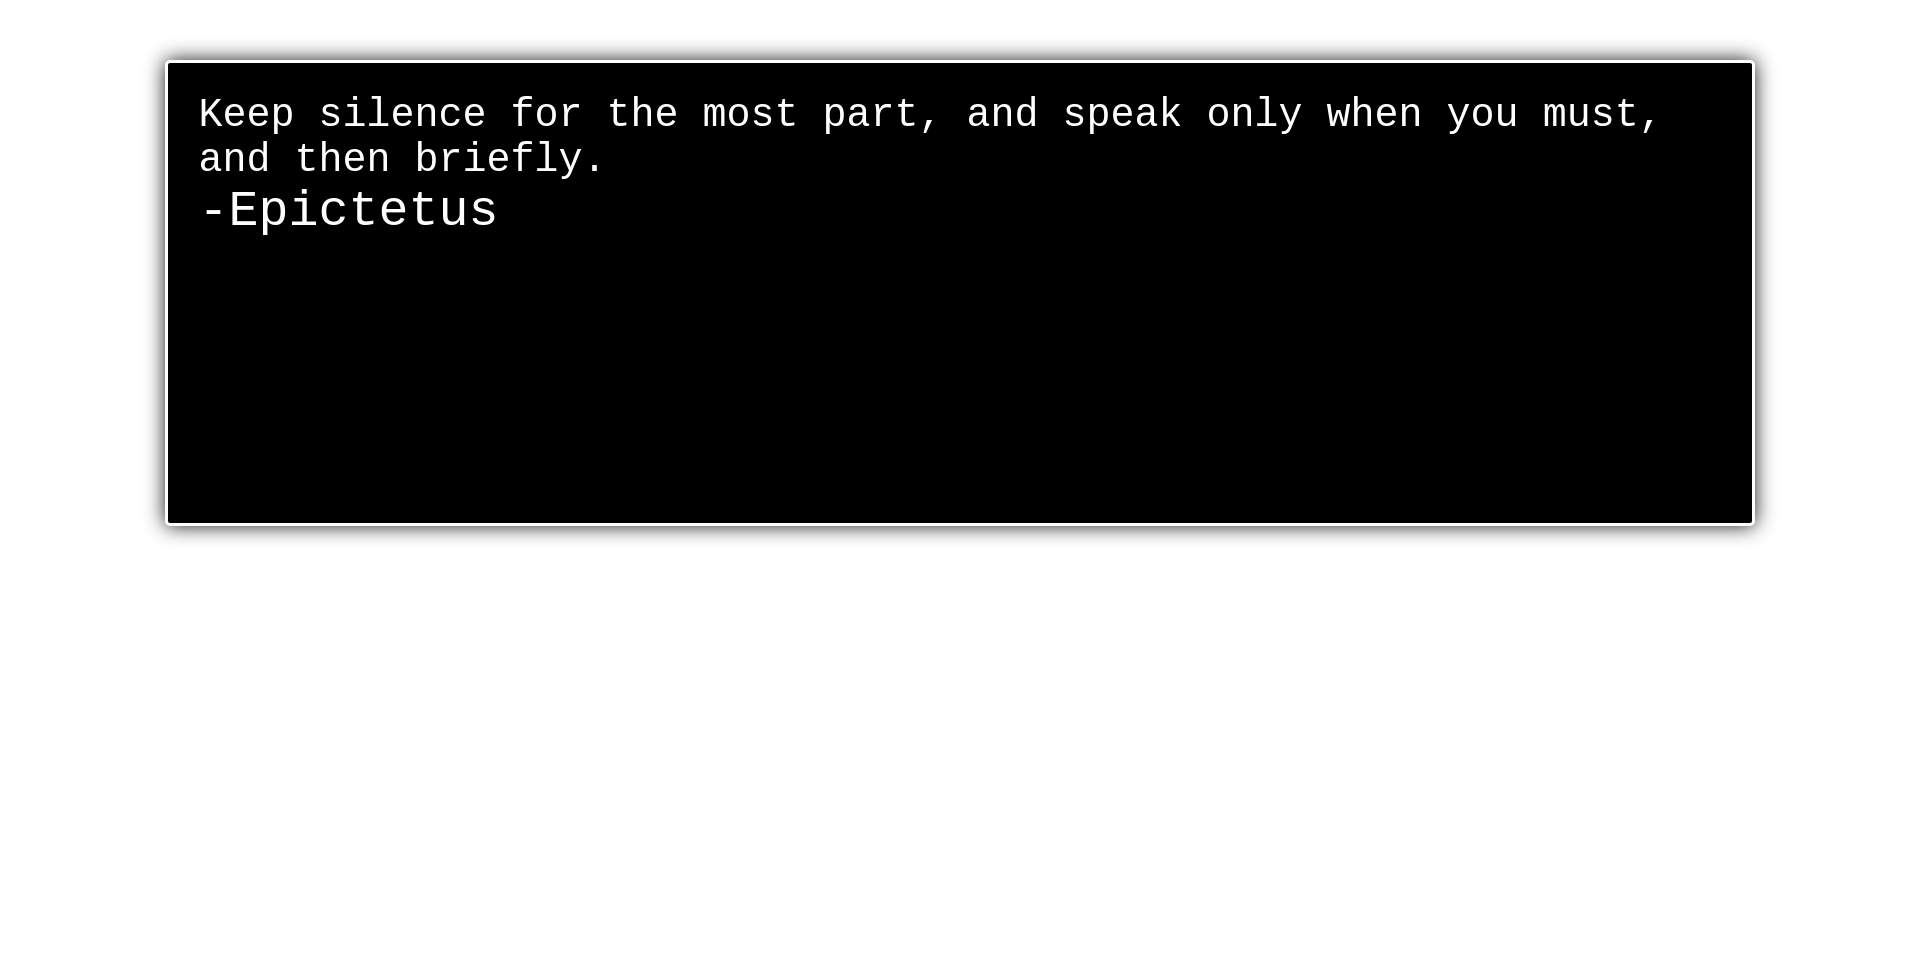 Keep silence for the most part, and speak only when you must,
and then briefly.
-Epictetus